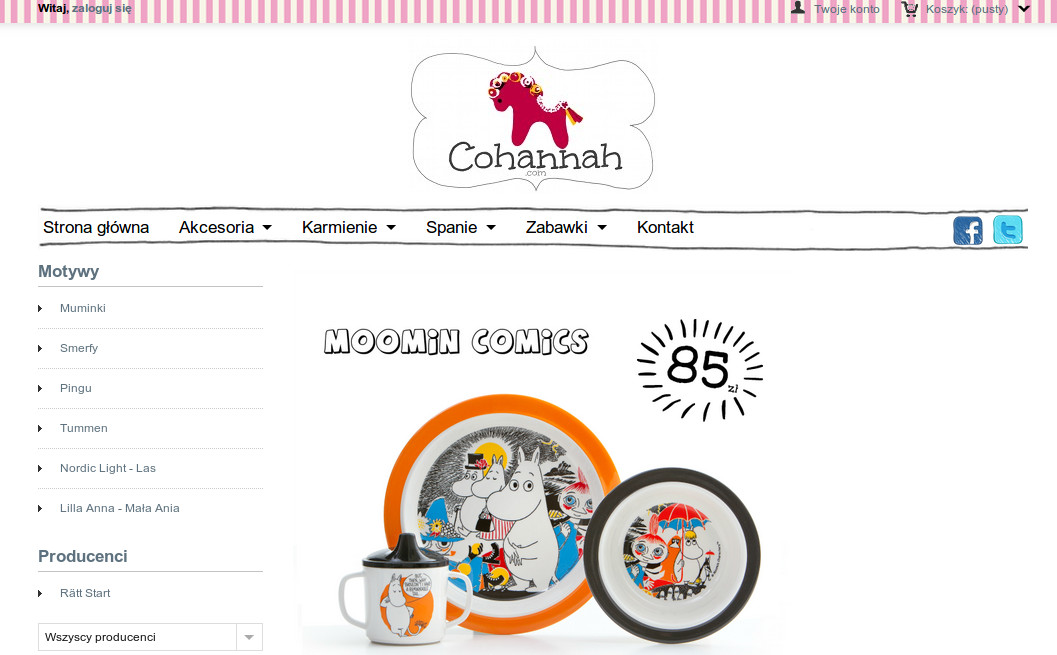 Witaj, zaloguj się
Twoje konto
Koszyk: (pusty)
Cohannah
.com
Strona główna
Akcesoria
Karmienie
Spanie
Zabawki
Kontakt
Motywy
Muminki
Smerfy
Pingu
Tummen
Nordic Light - Las
Lilla Anna - Mała Ania
Producenci
Rätt Start
Wszyscy producenci
MOOMIN COMICS
85 zł